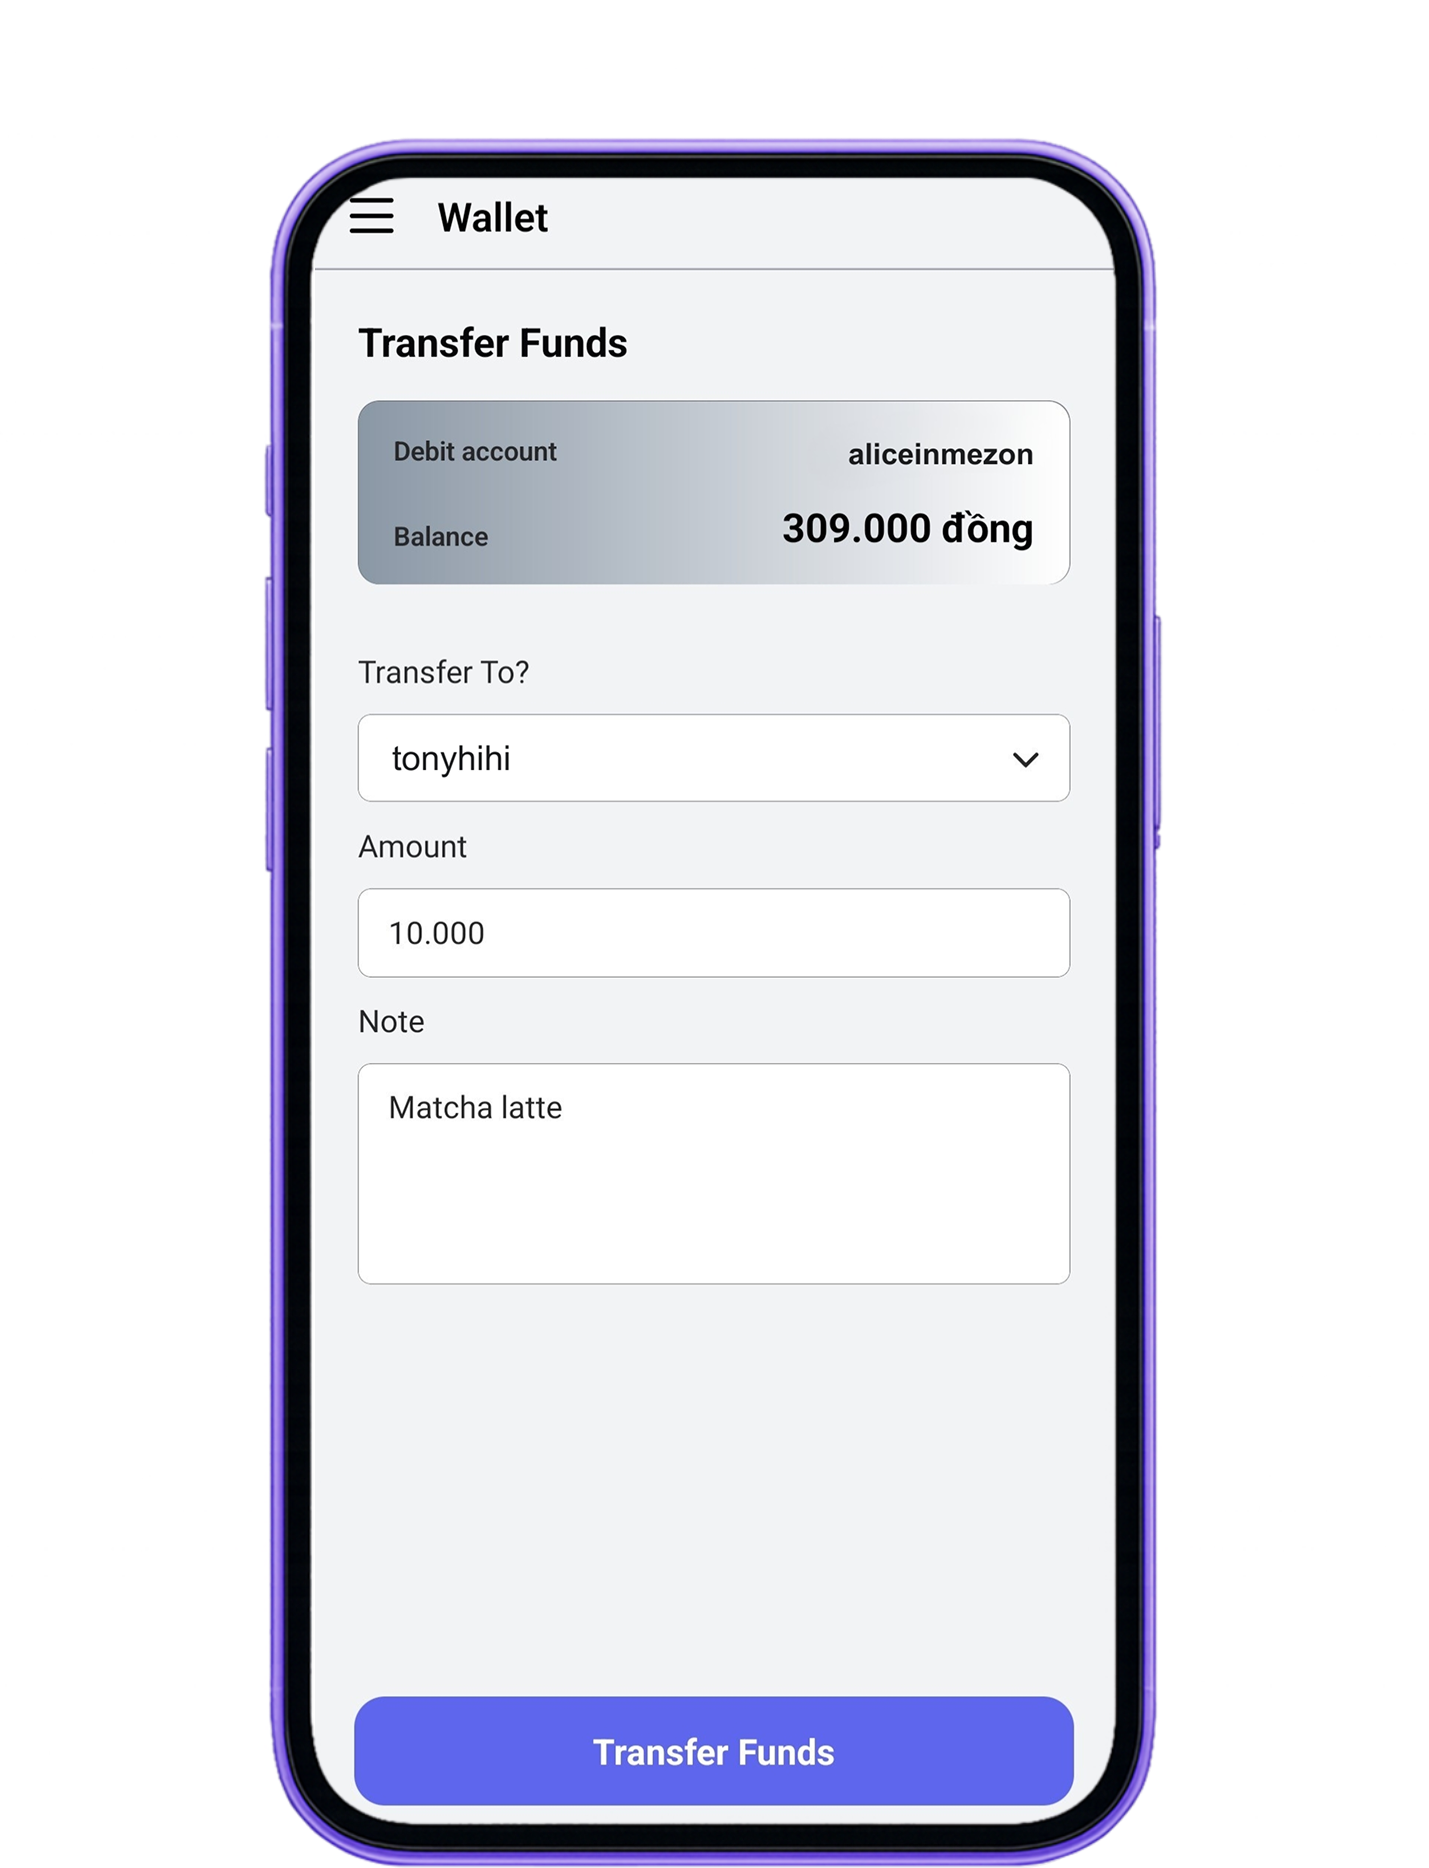 Wallet
Transfer Funds
Debit account
aliceinmezon
Balance
309.000 đồng
Transfer To?
tonyhihi
Amount
10.000
Note
Matcha latte
Transfer Funds